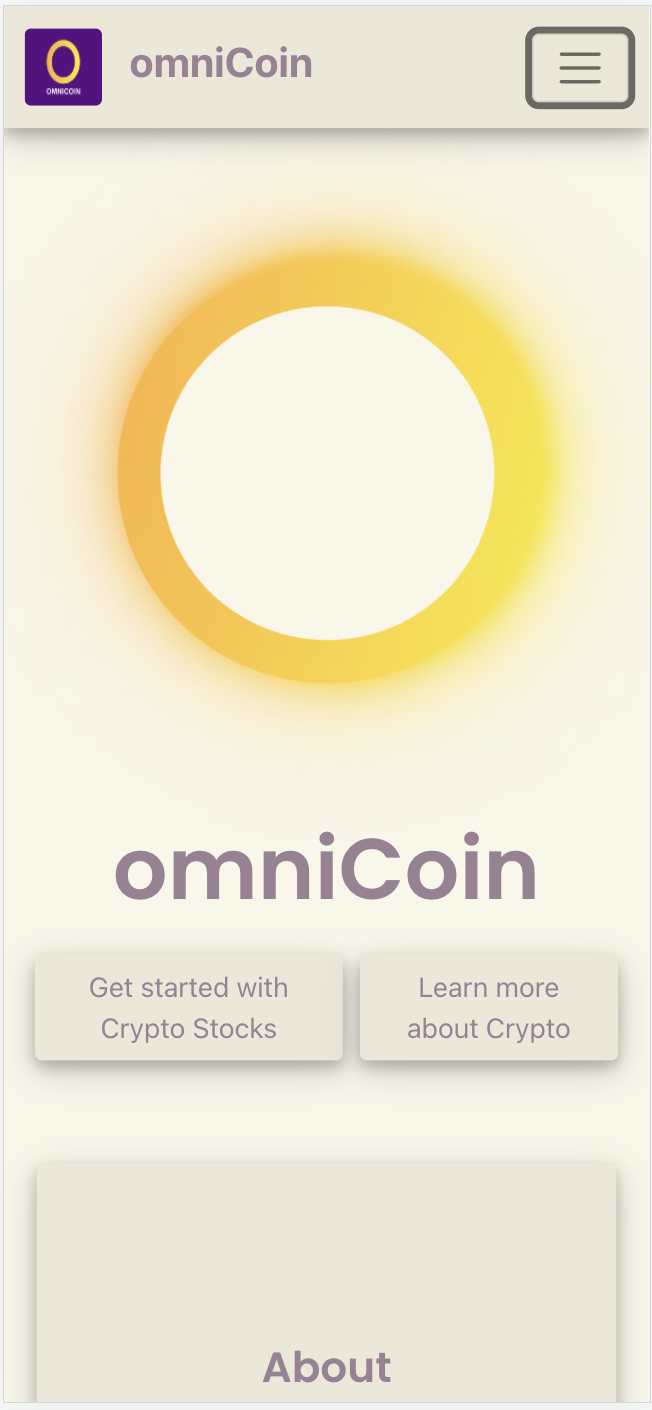 OMNICOIN
omniCoin
omniCoin
Get started with
Crypto Stocks
Learn more
about Crypto
About